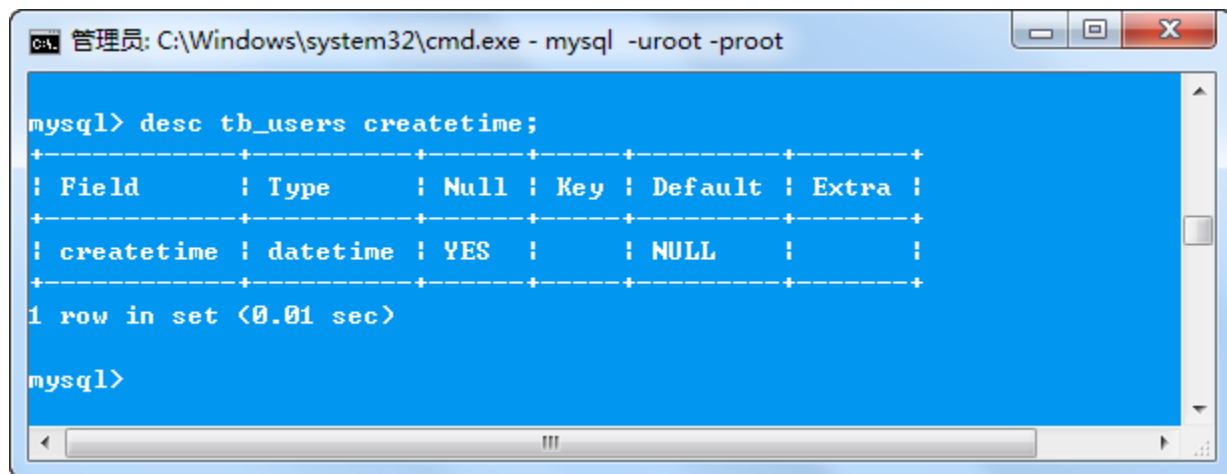 管理员: C:\Windows\system32\cmd.exe - mysql  -uroot -proot
mysql> desc tb_users createtime;
+------------+----------+------+-----+---------+-------+
| Field      | Type     | Null | Key | Default | Extra |
+------------+----------+------+-----+---------+-------+
| createtime | datetime | YES  |     | NULL    |       |
+------------+----------+------+-----+---------+-------+
1 row in set (0.01 sec)
mysql>